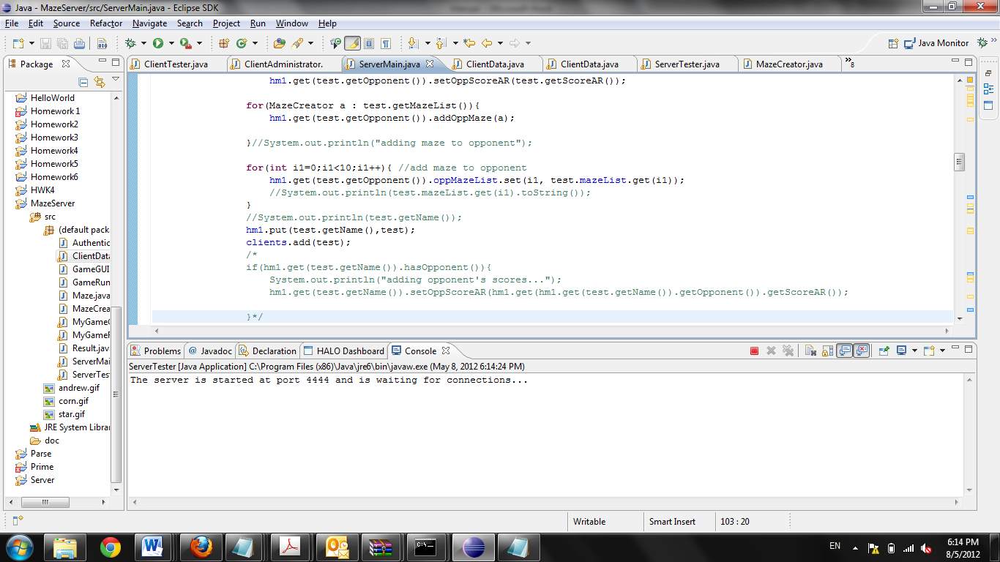 Java - MazeServer/src/ServerMain.java - Eclipse SDK
File Edit Source Refactor Navigate Search Project Run Window Help
Java Monitor
Package
ClientTester.java ClientAdministrator. ServerMain.java ClientData.java ClientData.java ServerTester.java MazeCreator.java »8
HelloWorld
Homework 1
Homework2
Homework3
Homework4
Homework5
Homework6
HWK4
MazeServer
src
(default pack
Authentic
ClientData
GameGUI
GameRun
Maze.java
MazeCrea
MyGameC
MyGameF
Result.java
ServerMai
ServerTes
andrew.gif
corn.gif
star.gif
JRE System Librar
doc
Parse
Prime
Server
hm1.get(test.getOpponent()).setOppScoreAR(test.getScoreAR());
for(MazeCreator a : test.getMazeList()){
hm1.get(test.getOpponent()).addOppMaze(a);
}//System.out.println("adding maze to opponent");
for(int i1=0;i1<10;i1++){ //add maze to opponent
hm1.get(test.getOpponent()).oppMazeList.set(i1, test.mazeList.get(i1));
//System.out.println(test.mazeList.get(i1).toString());
}
//System.out.println(test.getName());
hm1.put(test.getName(),test);
clients.add(test);
/*
if(hm1.get(test.getName()).hasOpponent()){
System.out.println("adding opponent's scores...");
hm1.get(test.getName()).setOppScoreAR(hm1.get(hm1.get(test.getName()).getOpponent()).getScoreAR());
}*/
Problems @ Javadoc Declaration HALO Dashboard Console
ServerTester [Java Application] C:\Program Files (x86)\Java\jre6\bin\javaw.exe (May 8, 2012 6:14:24 PM)
The server is started at port 4444 and is waiting for connections...
Writable Smart Insert 103 : 20
EN
6:14 PM
8/5/2012